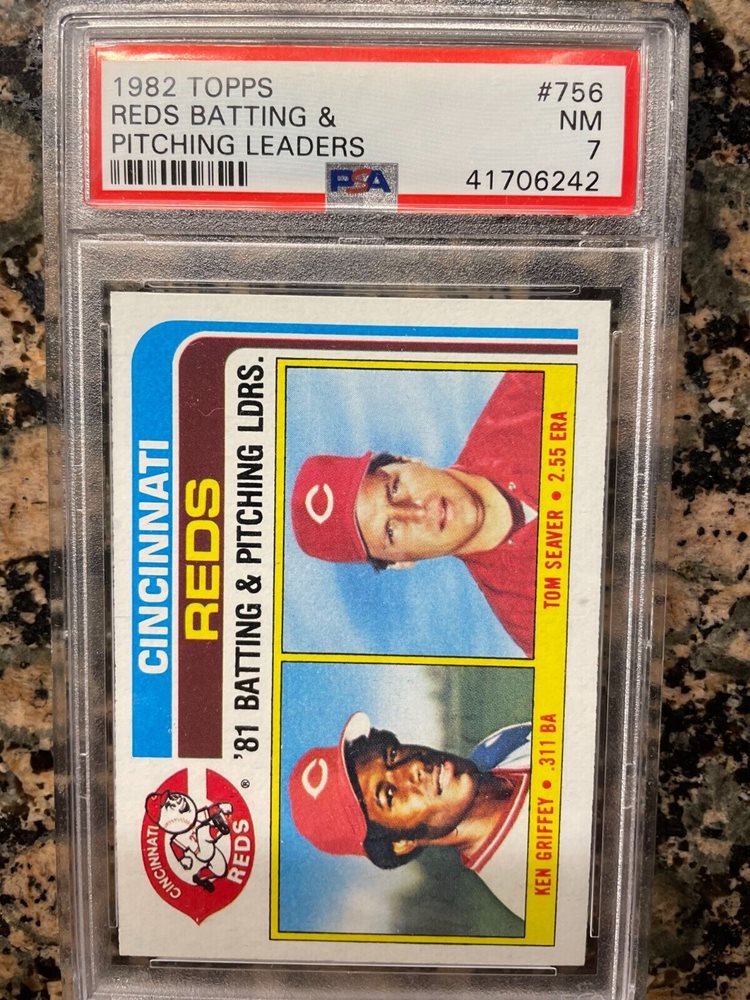 1982 TOPPS #756
REDS BATTING & NM
PITCHING LEADERS 7
PSA 41706242
CINCINNATI
REDS
'81 BATTING & PITCHING LDRS.
CINCINNATI
REDS
®
KEN GRIFFEY • .311 BA
TOM SEAVER • 2.55 ERA